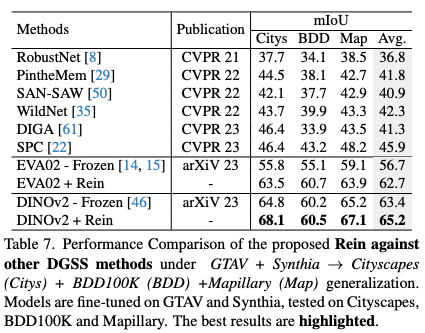 Methods Publication mIoU
Citys BDD Map Avg.
RobustNet [8] CVPR 21 37.7 34.1 38.5 36.8
PintheMem [29] CVPR 22 44.5 38.1 42.7 41.8
SAN-SAW [50] CVPR 22 42.1 37.7 42.9 40.9
WildNet [35] CVPR 22 43.7 39.9 43.3 42.3
DIGA [61] CVPR 23 46.4 33.9 43.5 41.3
SPC [22] CVPR 23 46.4 43.2 48.2 45.9
EVA02 - Frozen [14, 15] arXiV 23 55.8 55.1 59.1 56.7
EVA02 + Rein - 63.5 60.7 63.9 62.7
DINOv2 - Frozen [46] arXiV 23 64.8 60.2 65.2 63.4
DINOv2 + Rein - 68.1 60.5 67.1 65.2
Table 7. Performance Comparison of the proposed Rein against
other DGSS methods under GTAV + Synthia → Cityscapes
(Citys) + BDD100K (BDD) +Mapillary (Map) generalization.
Models are fine-tuned on GTAV and Synthia, tested on Cityscapes,
BDD100K and Mapillary. The best results are highlighted.